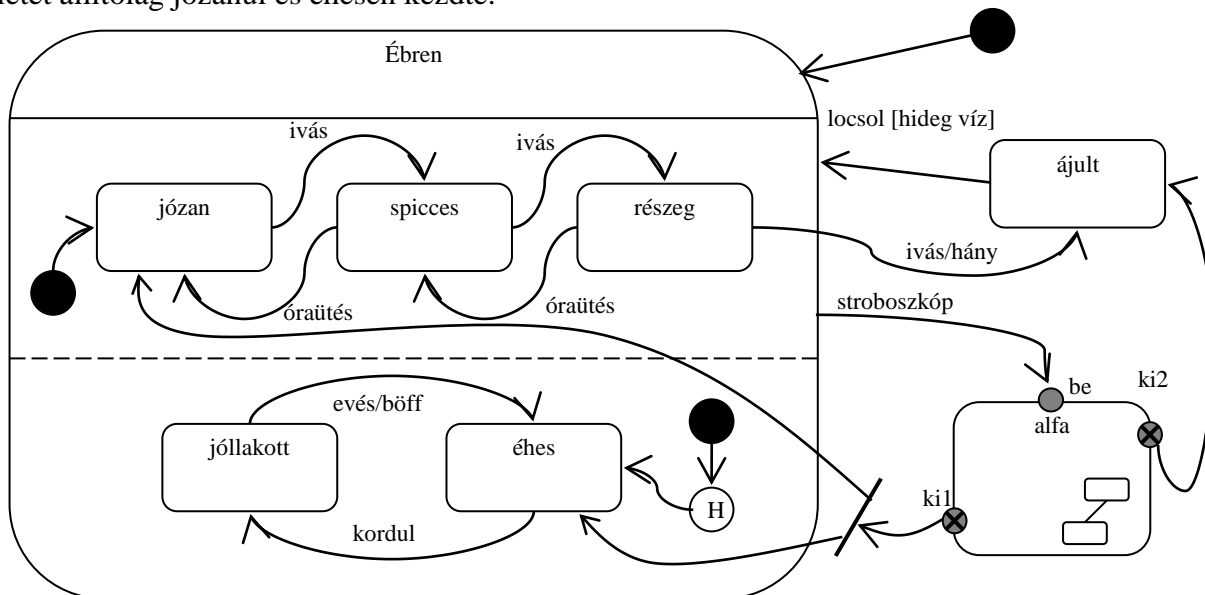 életét állítólag józanul és éhesen kezdte.
Ébren
locsol [hideg víz]
ivás
ivás
ájult
józan
spicces
részeg
ivás/hány
óraütés
óraütés
stroboszkóp
be
ki2
evés/böff
alfa
jóllakott
éhes
ki1
H
kordul